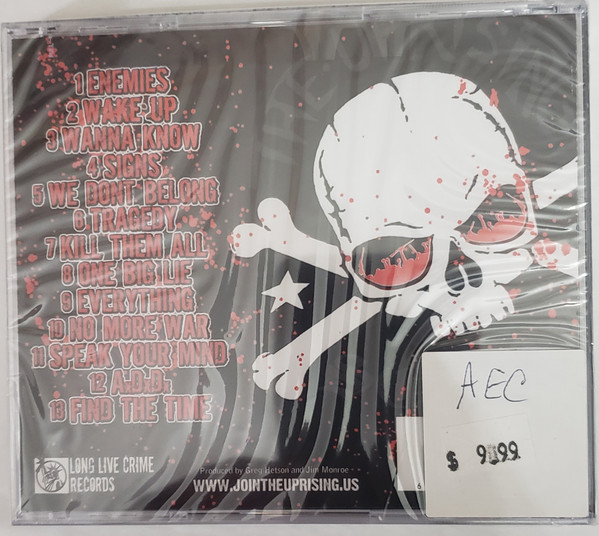 1 ENEMIES
2 WAKE UP
3 WANNA KNOW
4 SIGNS
5 WE DONT BELONG
6 TRAGEDY
7 KILL THEM ALL
8 ONE BIG LIE
9 EVERYTHING
10 NO MORE WAR
11 SPEAK YOUR MIND
12 A.D.D.
13 FIND THE TIME
LONG LIVE CRIME
RECORDS
Produced by Greg Hetson and Jim Monroe
WWW.JOINTHEUPRISING.US
AEC
$ 9.99
6